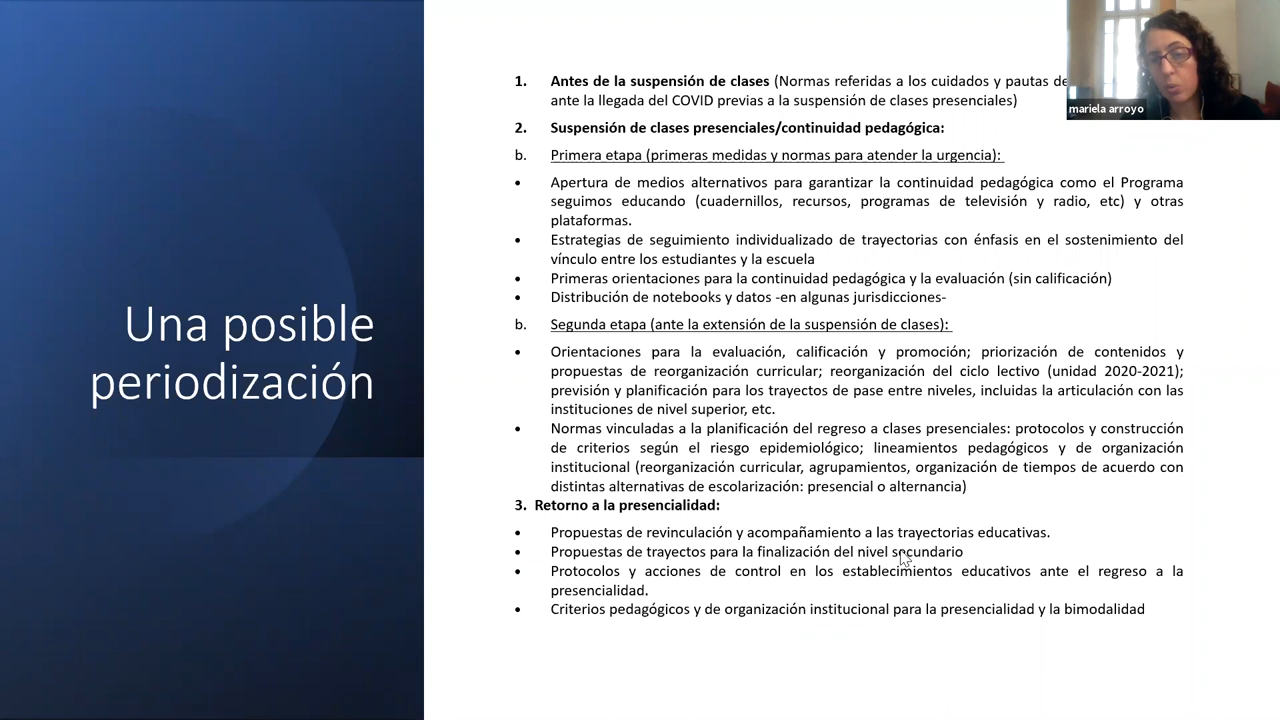 Una posible
periodización
1. Antes de la suspensión de clases (Normas referidas a los cuidados y pautas de
ante la llegada del COVID previas a la suspensión de clases presenciales)
2. Suspensión de clases presenciales/continuidad pedagógica:
b. Primera etapa (primeras medidas y normas para atender la urgencia):
• Apertura de medios alternativos para garantizar la continuidad pedagógica como el Programa
seguimos educando (cuadernillos, recursos, programas de televisión y radio, etc) y otras
plataformas.
• Estrategias de seguimiento individualizado de trayectorias con énfasis en el sostenimiento del
vínculo entre los estudiantes y la escuela
• Primeras orientaciones para la continuidad pedagógica y la evaluación (sin calificación)
• Distribución de notebooks y datos -en algunas jurisdicciones-
b. Segunda etapa (ante la extensión de la suspensión de clases):
• Orientaciones para la evaluación, calificación y promoción; priorización de contenidos y
propuestas de reorganización curricular; reorganización del ciclo lectivo (unidad 2020-2021);
previsión y planificación para los trayectos de pase entre niveles, incluidas la articulación con las
instituciones de nivel superior, etc.
• Normas vinculadas a la planificación del regreso a clases presenciales: protocolos y construcción
de criterios según el riesgo epidemiológico; lineamientos pedagógicos y de organización
institucional (reorganización curricular, agrupamientos, organización de tiempos de acuerdo con
distintas alternativas de escolarización: presencial o alternancia)
3. Retorno a la presencialidad:
• Propuestas de revinculación y acompañamiento a las trayectorias educativas.
• Propuestas de trayectos para la finalización del nivel secundario
• Protocolos y acciones de control en los establecimientos educativos ante el regreso a la
presencialidad.
• Criterios pedagógicos y de organización institucional para la presencialidad y la bimodalidad
mariela arroyo